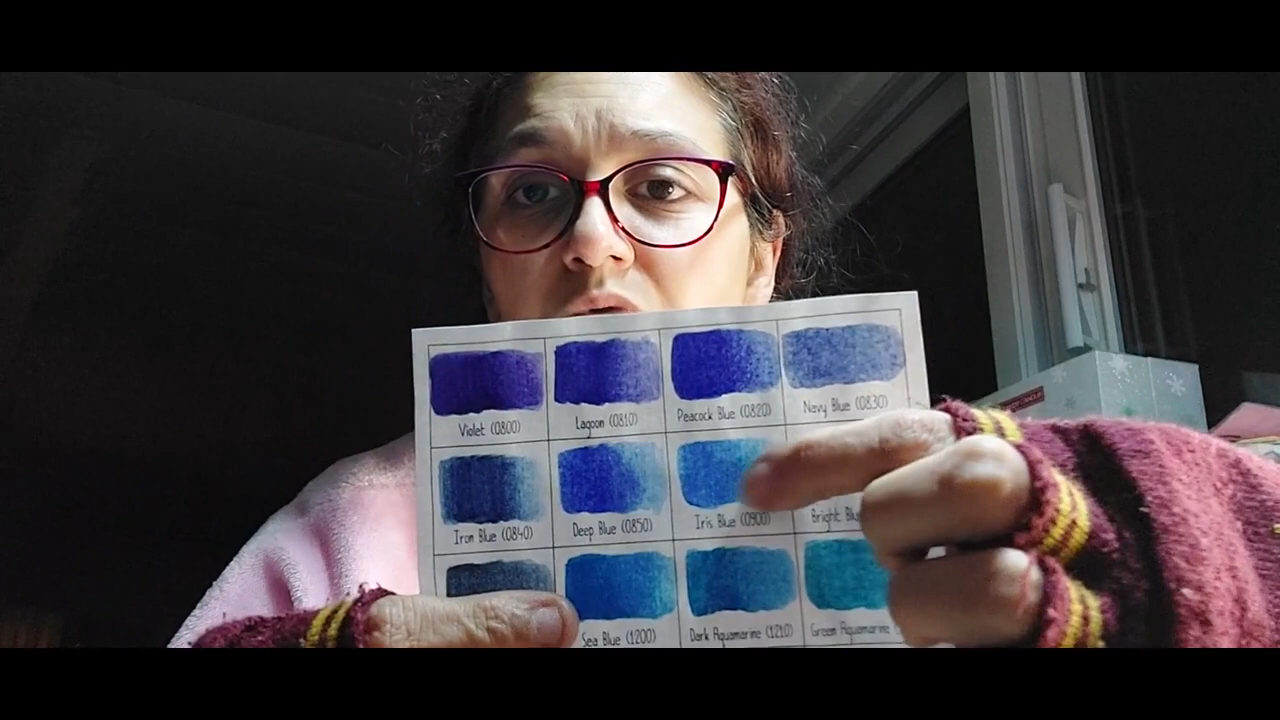 Violet (0800)
Lagoon (0810)
Peacock Blue (0820)
Navy Blue (0830)
Iron Blue (0840)
Deep Blue (0850)
Iris Blue (0900)
Bright
Sea Blue (1200)
Dark Aquamarine (1210)
Green Aquamarine